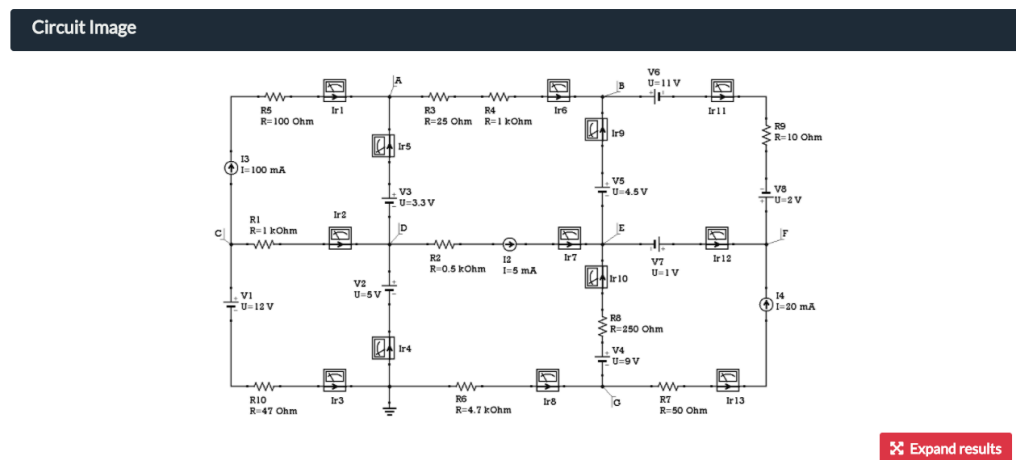 Circuit Image
A
B
V6
U=11 V
R5
R=100 Ohm
Ir1
R3
R=25 Ohm
R4
R=1 kOhm
Ir6
Ir11
Ir9
R9
R=10 Ohm
Ir5
I3
I=100 mA
V3
U=3.3 V
V5
U=4.5 V
V8
U=2 V
C
R1
R=1 kOhm
Ir2
D
E
F
R2
R=0.5 kOhm
I2
I=5 mA
Ir7
V7
U=1 V
Ir12
Ir10
V2
U=5 V
V1
U=12 V
I4
I=20 mA
R8
R=250 Ohm
Ir4
V4
U=9 V
R10
R=47 Ohm
Ir3
R6
R=4.7 kOhm
Ir8
G
R7
R=50 Ohm
Ir13
Expand results